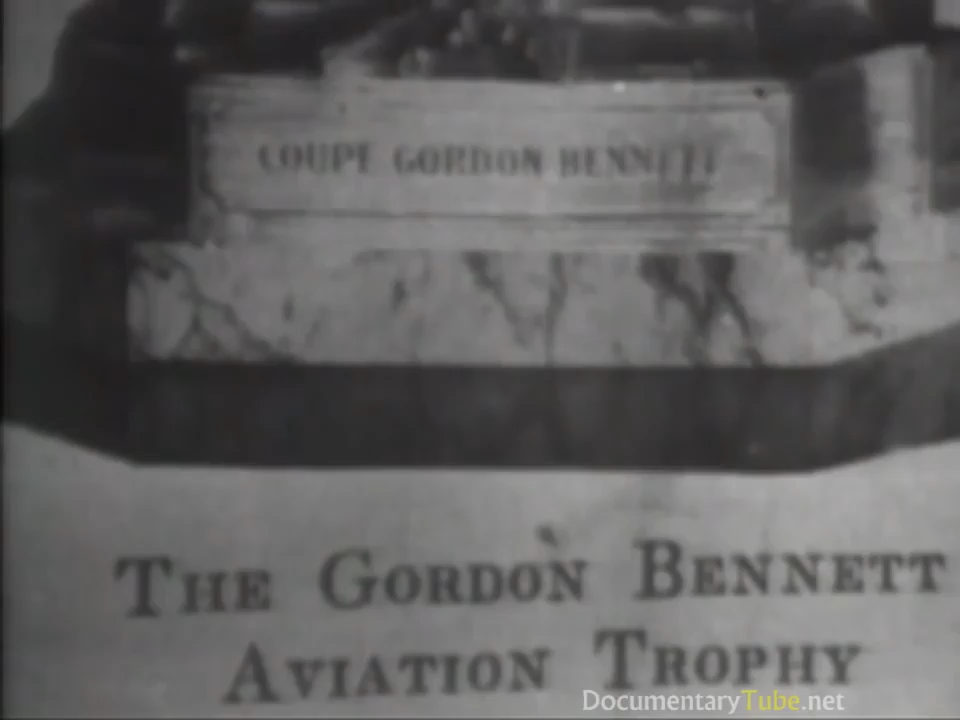 COUPE GORDON BENNETT
THE GORDON BENNETT
AVIATION TROPHY
DocumentaryTube.net